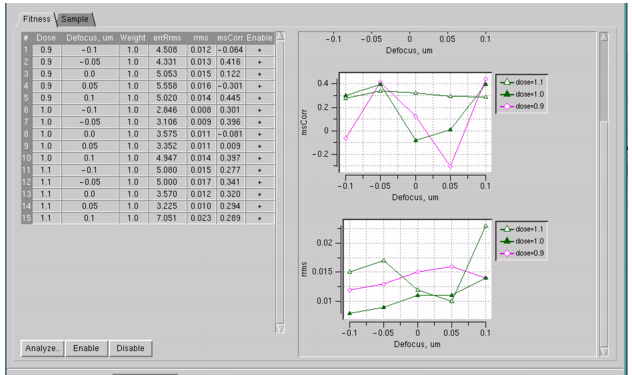 Fitness Sample
# Dose Defocus, um Weight errRrms rrms msCorr Enable
1 0.9 -0.1 1.0 4.508 0.012 -0.064 +
2 0.9 -0.05 1.0 4.331 0.013 0.416 +
3 0.9 0.0 1.0 5.053 0.015 0.122 +
4 0.9 0.05 1.0 5.558 0.016 -0.301 +
5 0.9 0.1 1.0 5.020 0.014 0.445 +
6 1.0 -0.1 1.0 2.846 0.008 0.301 +
7 1.0 -0.05 1.0 3.106 0.009 0.396 +
8 1.0 0.0 1.0 3.575 0.011 -0.081 +
9 1.0 0.05 1.0 3.352 0.011 0.009 +
10 1.0 0.1 1.0 4.947 0.014 0.397 +
11 1.1 -0.1 1.0 5.080 0.015 0.277 +
12 1.1 -0.05 1.0 5.000 0.017 0.341 +
13 1.1 0.0 1.0 3.570 0.012 0.320 +
14 1.1 0.05 1.0 3.225 0.010 0.294 +
15 1.1 0.1 1.0 7.051 0.023 0.289 +
Analyze.. Enable Disable
-0.1 -0.05 0 0.05 0.1
Defocus, um
msCorr
0.4
0.2
0
-0.2
-0.1 -0.05 0 0.05 0.1
Defocus, um
dose=1.1
dose=1.0
dose=0.9
rrms
0.02
0.015
0.01
-0.1 -0.05 0 0.05 0.1
Defocus, um
dose=1.1
dose=1.0
dose=0.9